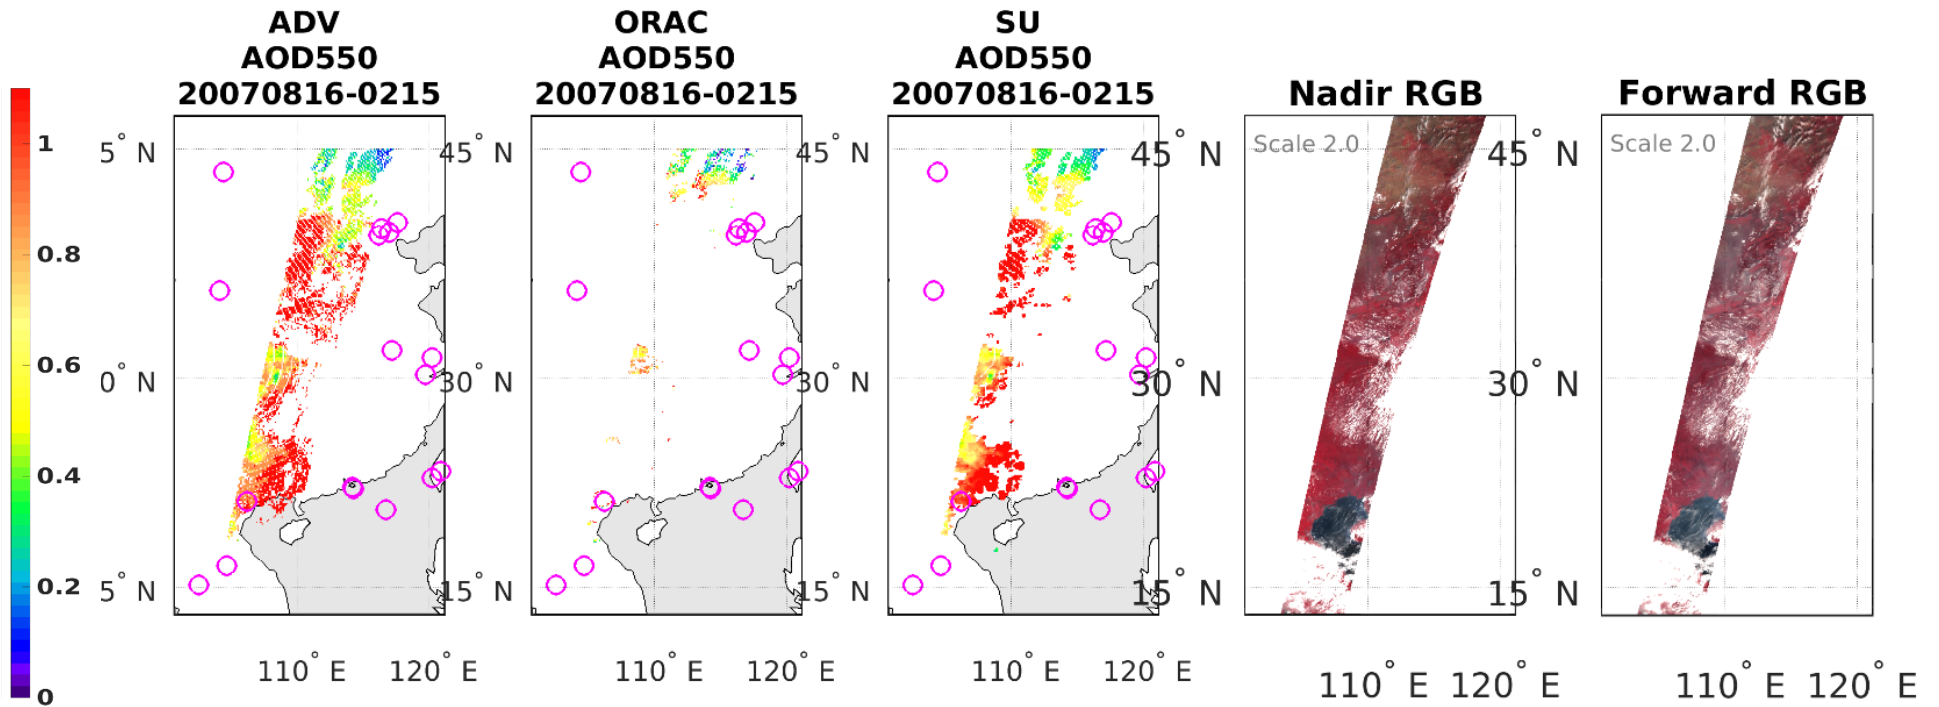 ADV
AOD550
20070816-0215
ORAC
AOD550
20070816-0215
SU
AOD550
20070816-0215
Nadir RGB
Forward RGB
1
0.8
0.6
0.4
0.2
0
5° N
0° N
5° N
45° N
30° N
15° N
45° N
30° N
15° N
Scale 2.0
45° N
30° N
15° N
Scale 2.0
110° E 120° E
110° E 120° E
110° E 120° E
110° E 120° E
110° E 120° E
45° N
30° N
15° N